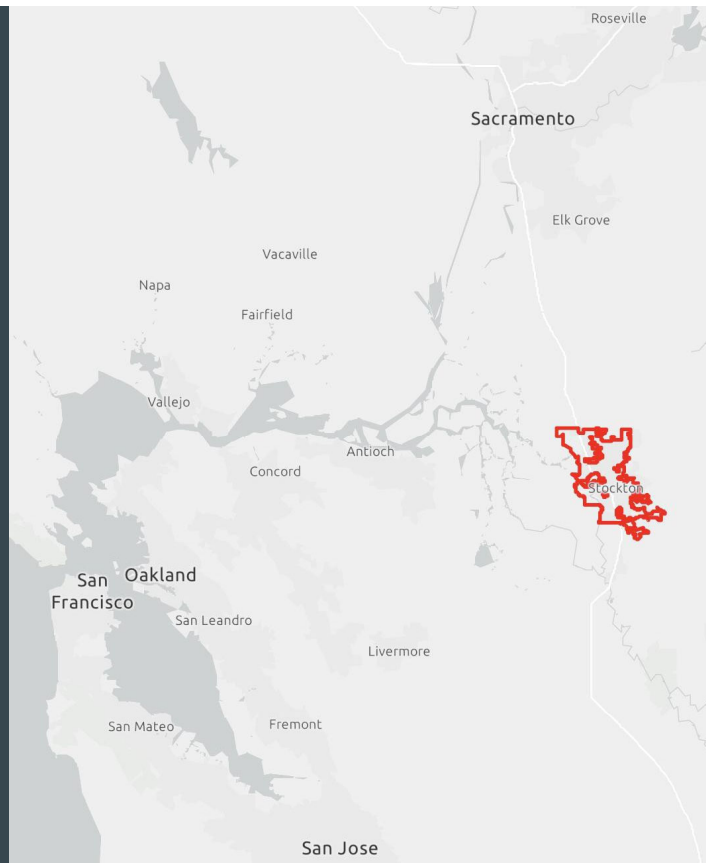 Roseville
Sacramento
Elk Grove
Vacaville
Napa
Fairfield
Vallejo
Antioch
Concord
Stockton
San
Francisco
Oakland
San Leandro
Livermore
San Mateo
Fremont
San Jose